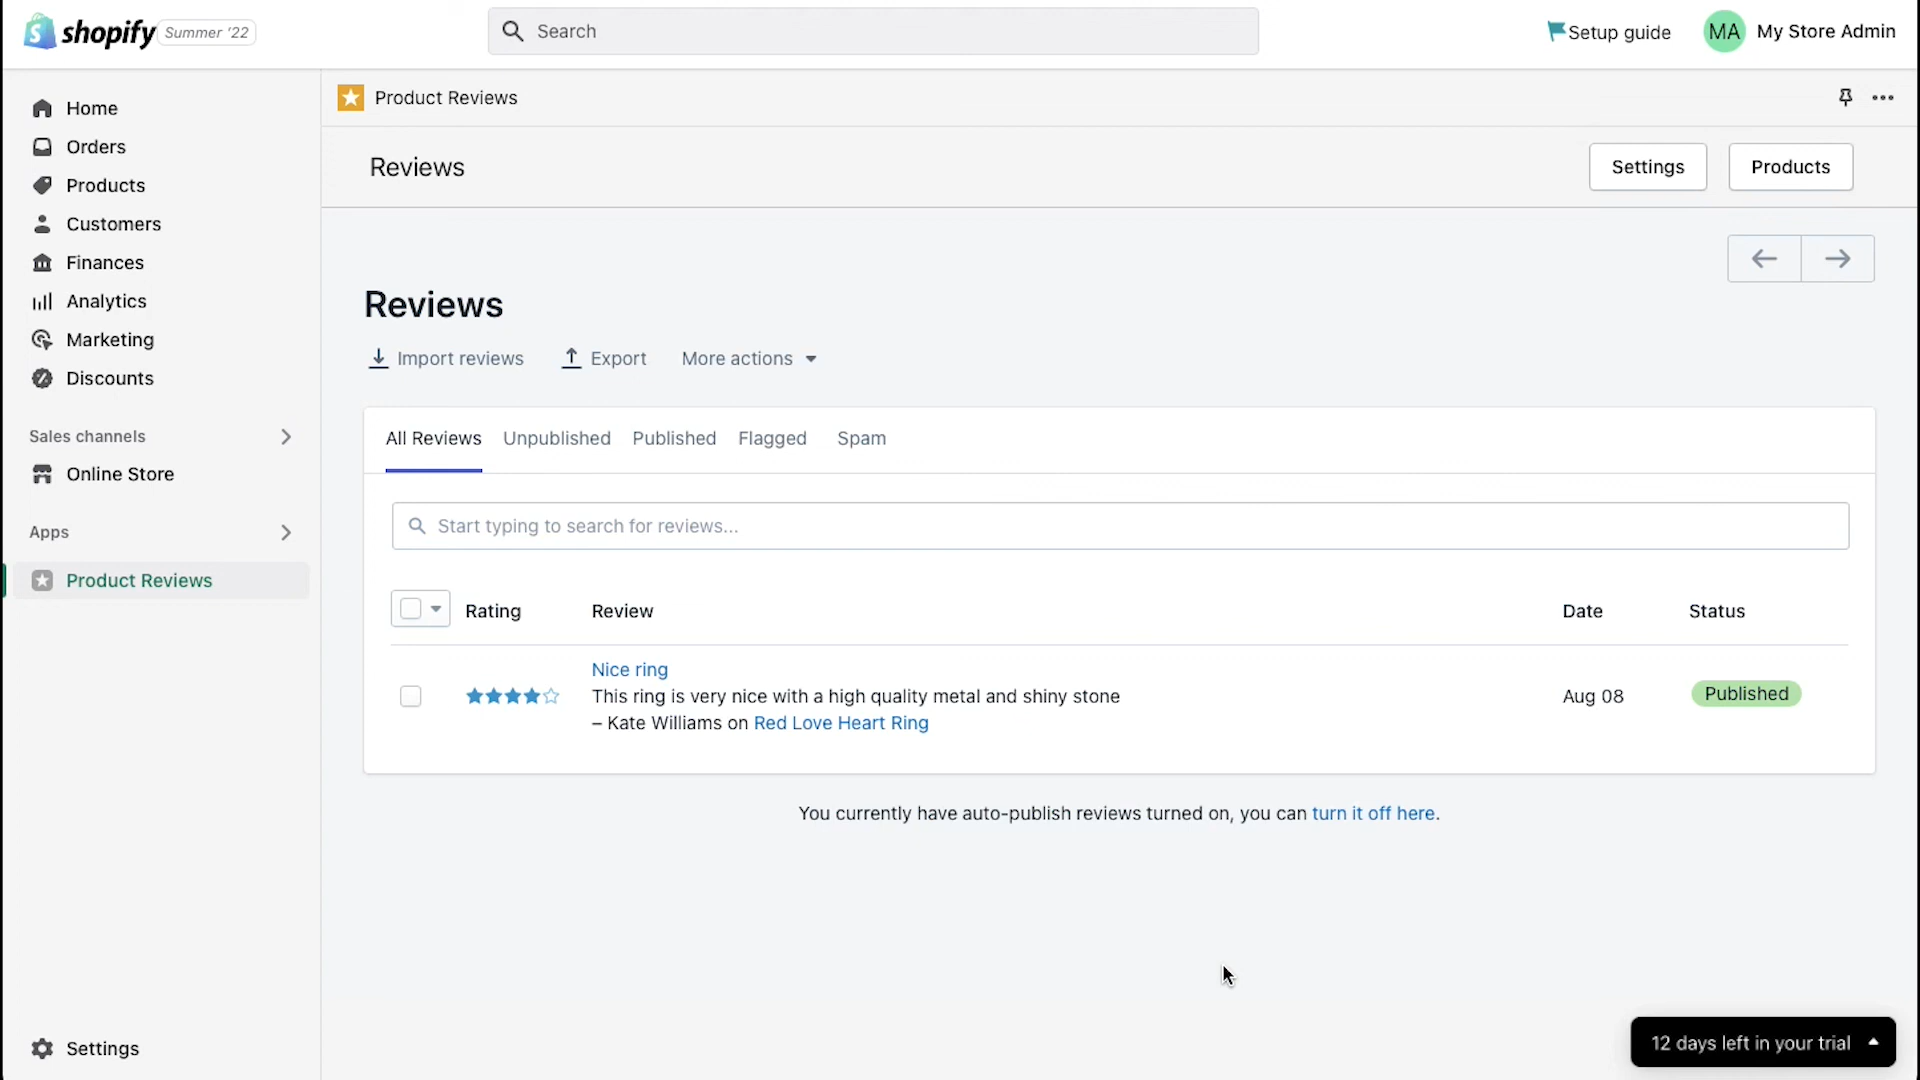 shopify Summer '22
Search
Setup guide
MA My Store Admin
Home
Orders
Products
Customers
Finances
Analytics
Marketing
Discounts
Sales channels
Online Store
Apps
Product Reviews
Settings
Product Reviews
Reviews
Settings
Products
Reviews
Import reviews
Export
More actions
All Reviews Unpublished Published Flagged Spam
Start typing to search for reviews...
Rating Review Date Status
Nice ring
This ring is very nice with a high quality metal and shiny stone
– Kate Williams on Red Love Heart Ring
Aug 08
Published
You currently have auto-publish reviews turned on, you can turn it off here.
12 days left in your trial